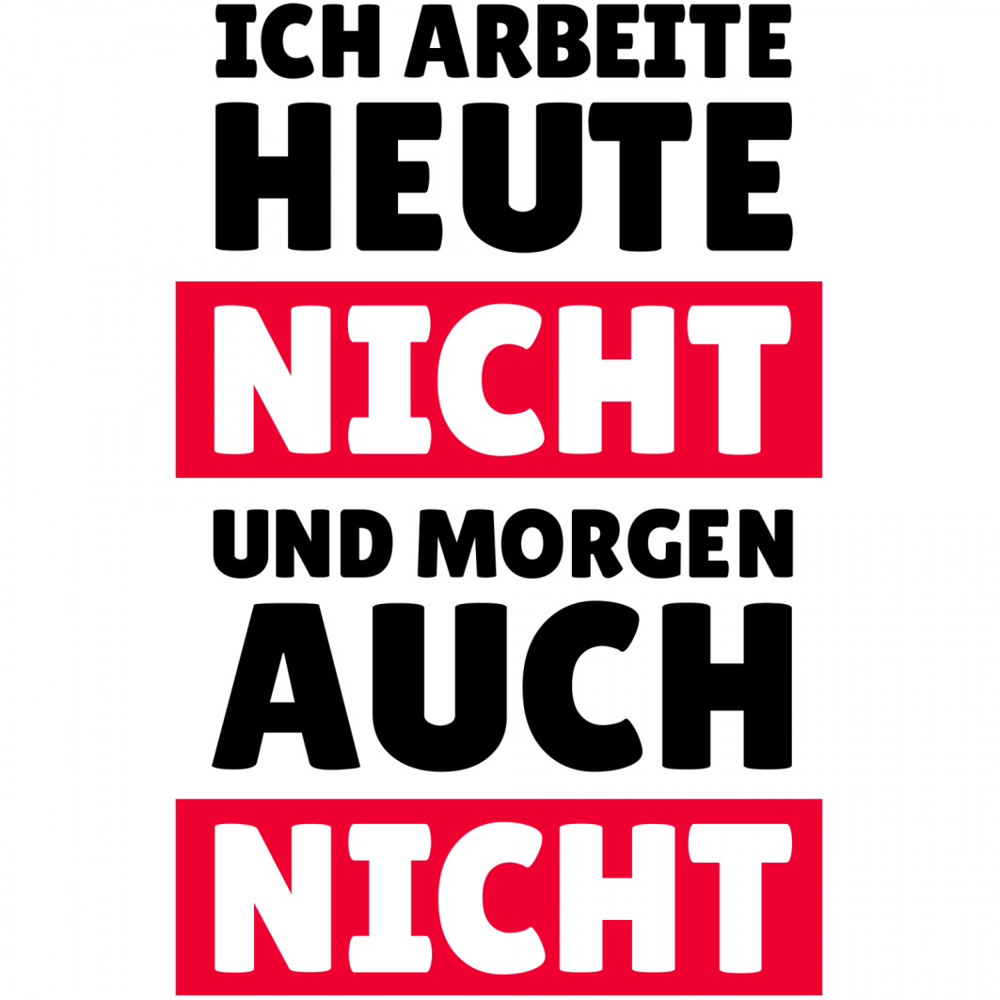 ICH ARBEITE
HEUTE
NICHT
UND MORGEN
AUCH
NICHT